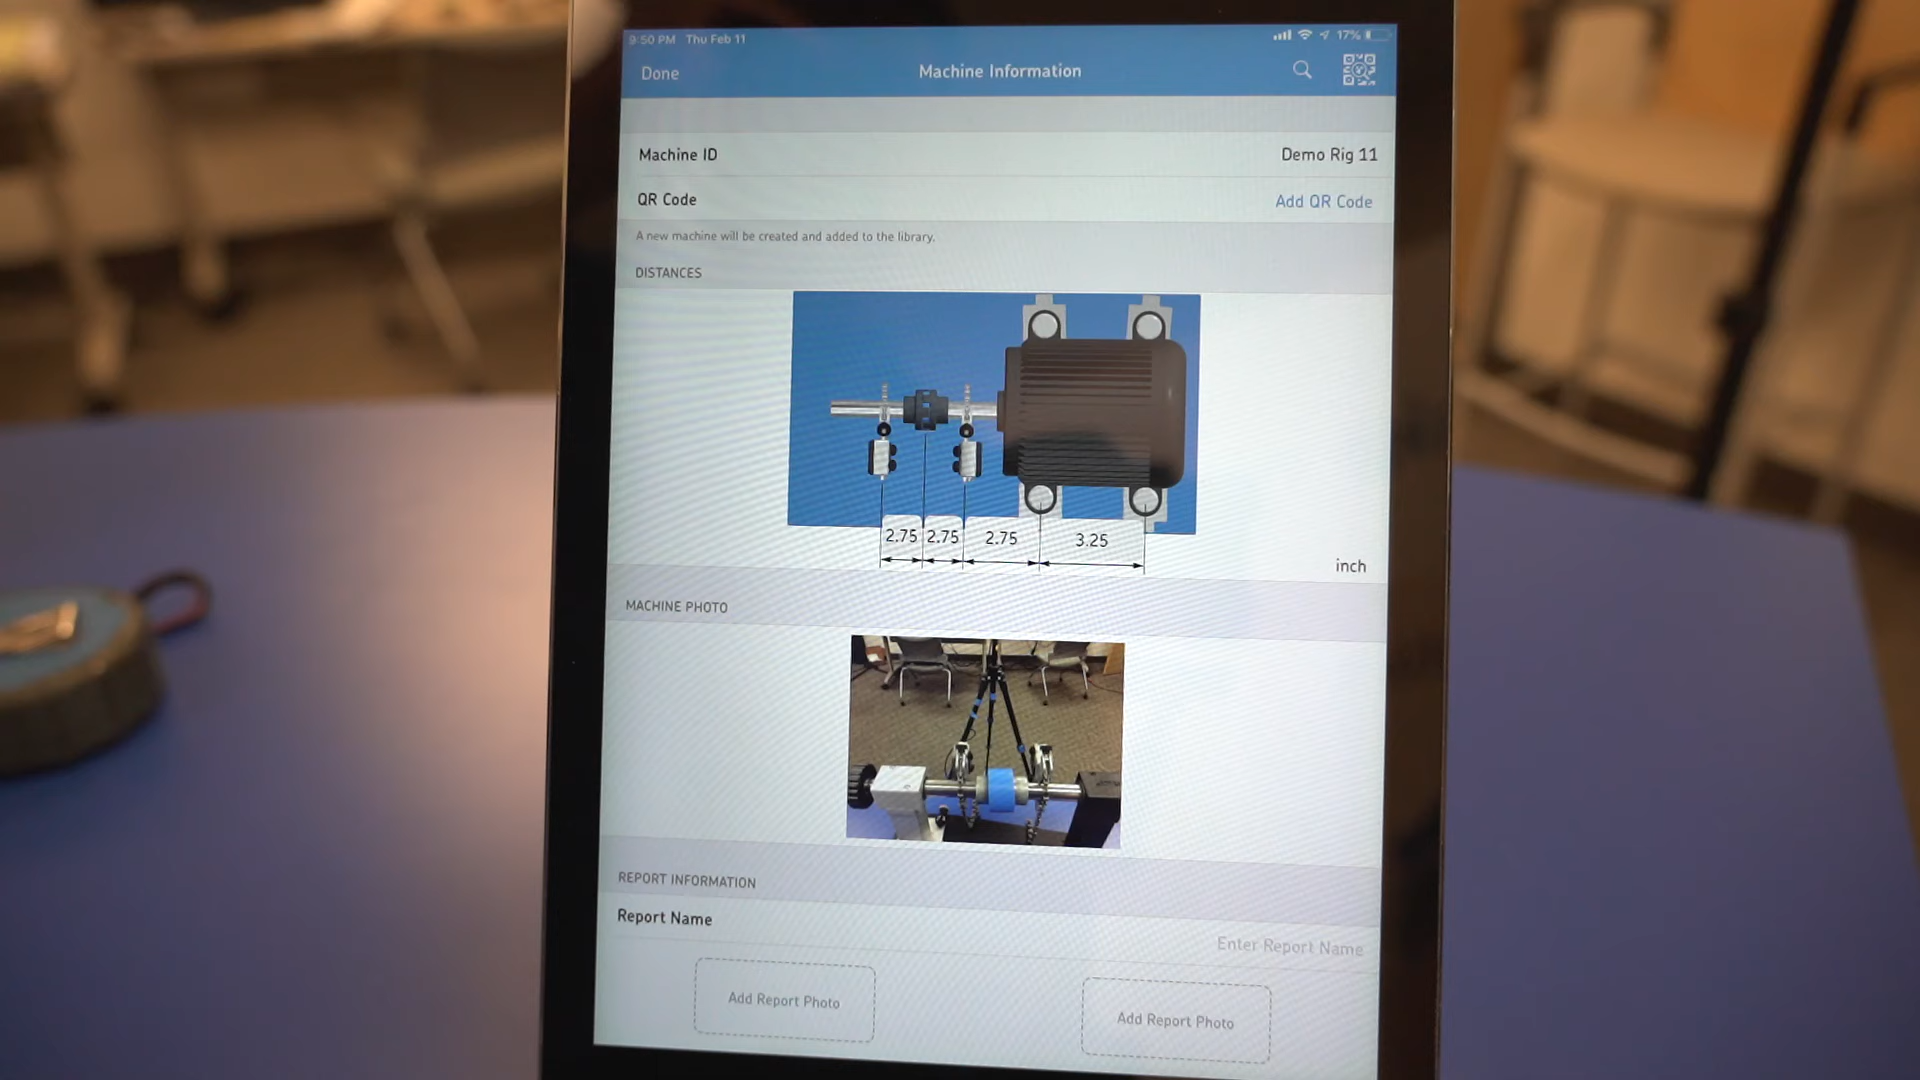 9:50 PM Thu Feb 11 17%
Done Machine Information
Machine ID Demo Rig 11
QR Code Add QR Code
A new machine will be created and added to the library.
DISTANCES
2.75 2.75 2.75 3.25
inch
MACHINE PHOTO
REPORT INFORMATION
Report Name Enter Report Name
Add Report Photo Add Report Photo